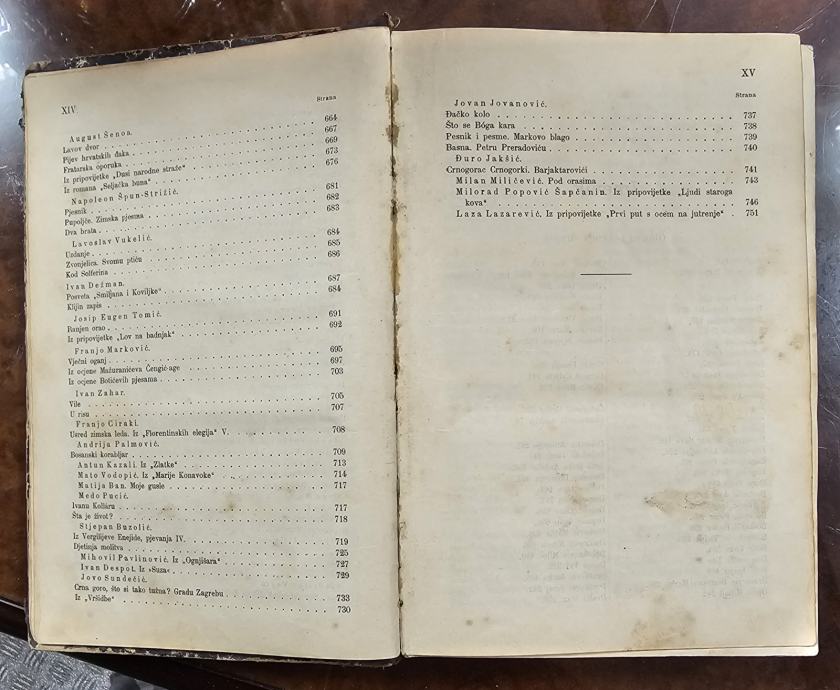 XIV
Strana
August Šenoa.
Lavov dvor 664
Pijev hrvatskih đaka 667
Fratarska oporuka 669
Iz pripovijetke „Dusi narodne straže“ 673
Iz romana „Seljačka buna“ 676
Napoleon Špun-Strižić.
Pjesnik 681
Pupoljče. Zimska pjesma 682
Dva brata 683
Lavoslav Vukelić.
Uzdanje 684
Zvonjelica. Svomu ptiću 685
Kod Solferina 686
Ivan Dežman.
Posveta „Smiljana i Koviljke“ 687
Klijin zapis 684
Josip Eugen Tomić.
Ranjen orao 691
Iz pripovijetke „Lov na badnjak“ 692
Franjo Marković.
Vječni oganj 695
Iz ocjene Mažuranićeva Čengić-age 697
Iz ocjene Botićevih pjesama 703
Ivan Zahar.
Vile 705
U risu 707
Franjo Ciraki.
Usred zimska leda. Iz „Florentinskih elegija“ V. 708
Andrija Palmović.
Bosanski korabljar 709
Antun Kazali. Iz „Zlatke“ 713
Mato Vodopić. Iz „Marije Konavoke“ 714
Matija Ban. Moje gusle 717
Medo Pucić.
Ivanu Kolláru 717
Šta je život? 718
Stjepan Buzolić.
Iz Vergilijeve Enejide, pjevanja IV. 719
Djetinja molitva 725
Mihovil Pavlinović. Iz „Ognjišara“ 727
Ivan Despot. Iz »Suza« 729
Jovo Sundečić.
Crna goro, što si tako tužna? Gradu Zagrebu 733
Iz „Vršidbe“ 730
XV
Strana
Jovan Jovanović.
Đačko kolo 737
Što se Bóga kara 738
Pesnik i pesme. Markovo blago 739
Basna. Petru Preradoviću 740
Đuro Jakšić.
Crnogorac Crnogorki. Barjaktarovići 741
Milan Milićević. Pod orasima 743
Milorad Popović Šapčanin. Iz pripovijetke „Ljudi staroga
kova“ 746
Laza Lazarević. Iz pripovijetke „Prvi put s ocem na jutrenje“ 751